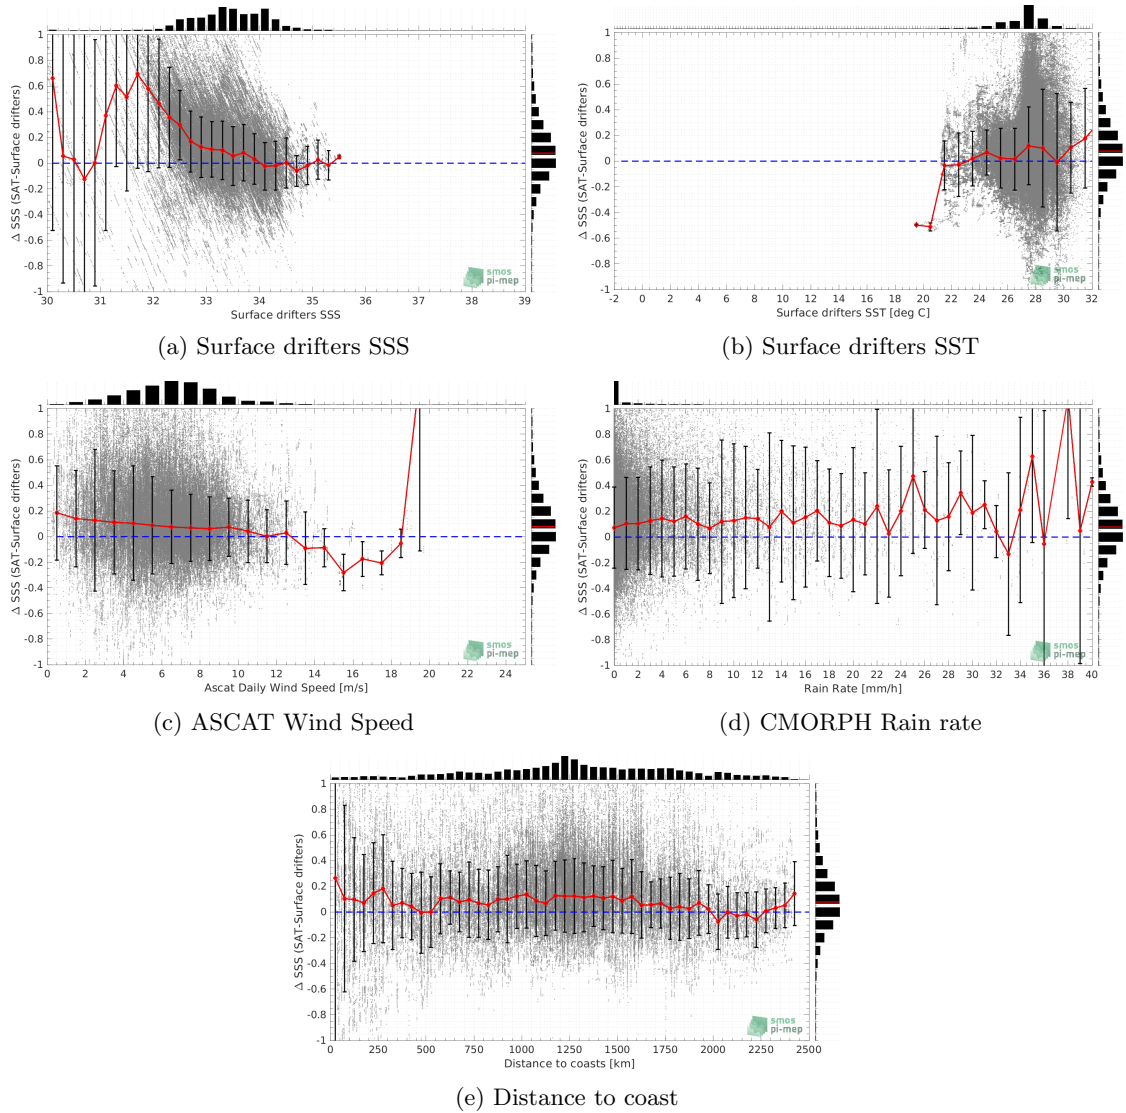 Δ SSS (SAT-Surface drifters)
1
0.8
0.6
0.4
0.2
0
-0.2
-0.4
-0.6
-0.8
-1
30 31 32 33 34 35 36 37 38 39
Surface drifters SSS
smos
pi-mep
(a) Surface drifters SSS
Δ SSS (SAT-Surface drifters)
1
0.8
0.6
0.4
0.2
0
-0.2
-0.4
-0.6
-0.8
-1
-2 0 2 4 6 8 10 12 14 16 18 20 22 24 26 28 30 32
Surface drifters SST [deg C]
smos
pi-mep
(b) Surface drifters SST
Δ SSS (SAT-Surface drifters)
1
0.8
0.6
0.4
0.2
0
-0.2
-0.4
-0.6
-0.8
-1
0 2 4 6 8 10 12 14 16 18 20 22 24
Ascat Daily Wind Speed [m/s]
smos
pi-mep
(c) ASCAT Wind Speed
Δ SSS (SAT-Surface drifters)
1
0.8
0.6
0.4
0.2
0
-0.2
-0.4
-0.6
-0.8
-1
0 2 4 6 8 10 12 14 16 18 20 22 24 26 28 30 32 34 36 38 40
Rain Rate [mm/h]
smos
pi-mep
(d) CMORPH Rain rate
Δ SSS (SAT-Surface drifters)
1
0.8
0.6
0.4
0.2
0
-0.2
-0.4
-0.6
-0.8
-1
0 250 500 750 1000 1250 1500 1750 2000 2250 2500
Distance to coasts [km]
smos
pi-mep
(e) Distance to coast